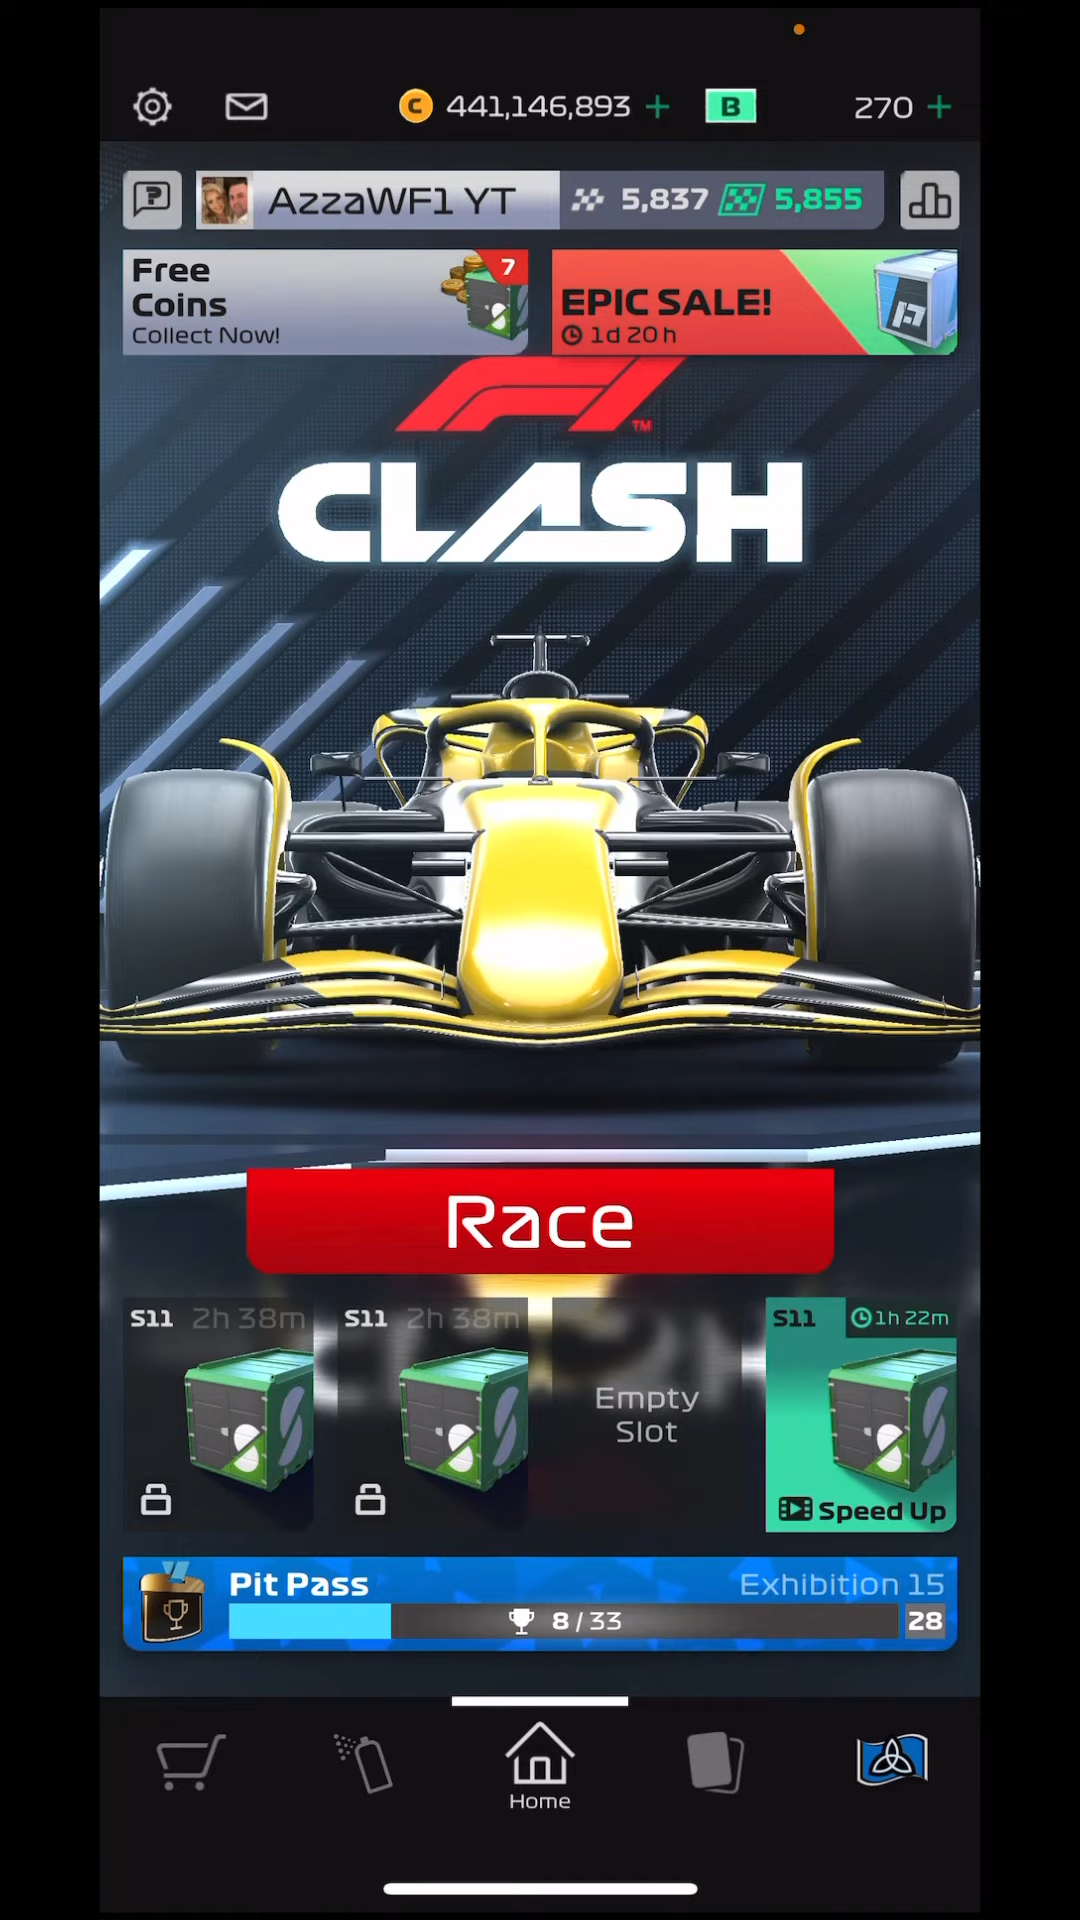 C 441,146,893 + B 270 +
? AzzaWF1 YT 5,837 5,855
Free
Coins
Collect Now!
7
EPIC SALE!
1d 20h
F1™
CLASH
Race
S11 2h 38m
S11 2h 38m
Empty
Slot
S11 1h 22m
Speed Up
Pit Pass
Exhibition 15
8 / 33
28
Home